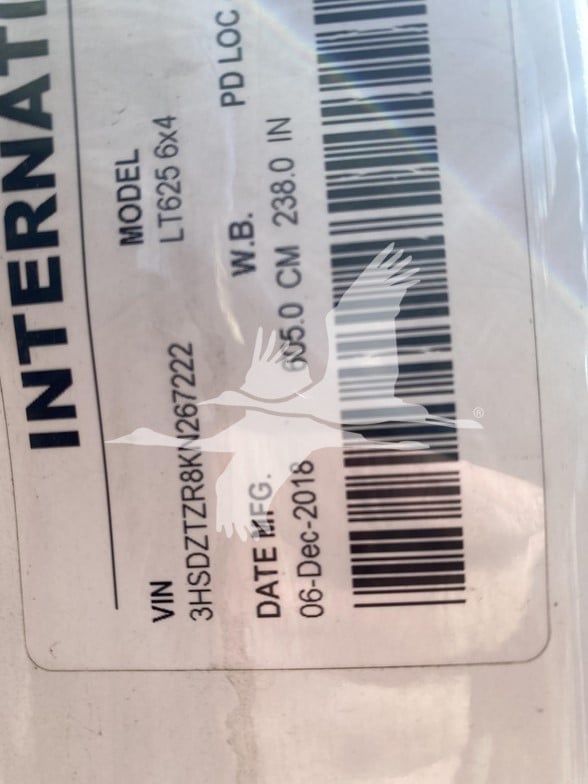 INTERNATI
MODEL
LT625 6x4
PD LOC
VIN
3HSDZTZR8KN267222
W.B.
605.0 CM 238.0 IN
DATE MFG.
06-Dec-2018
®